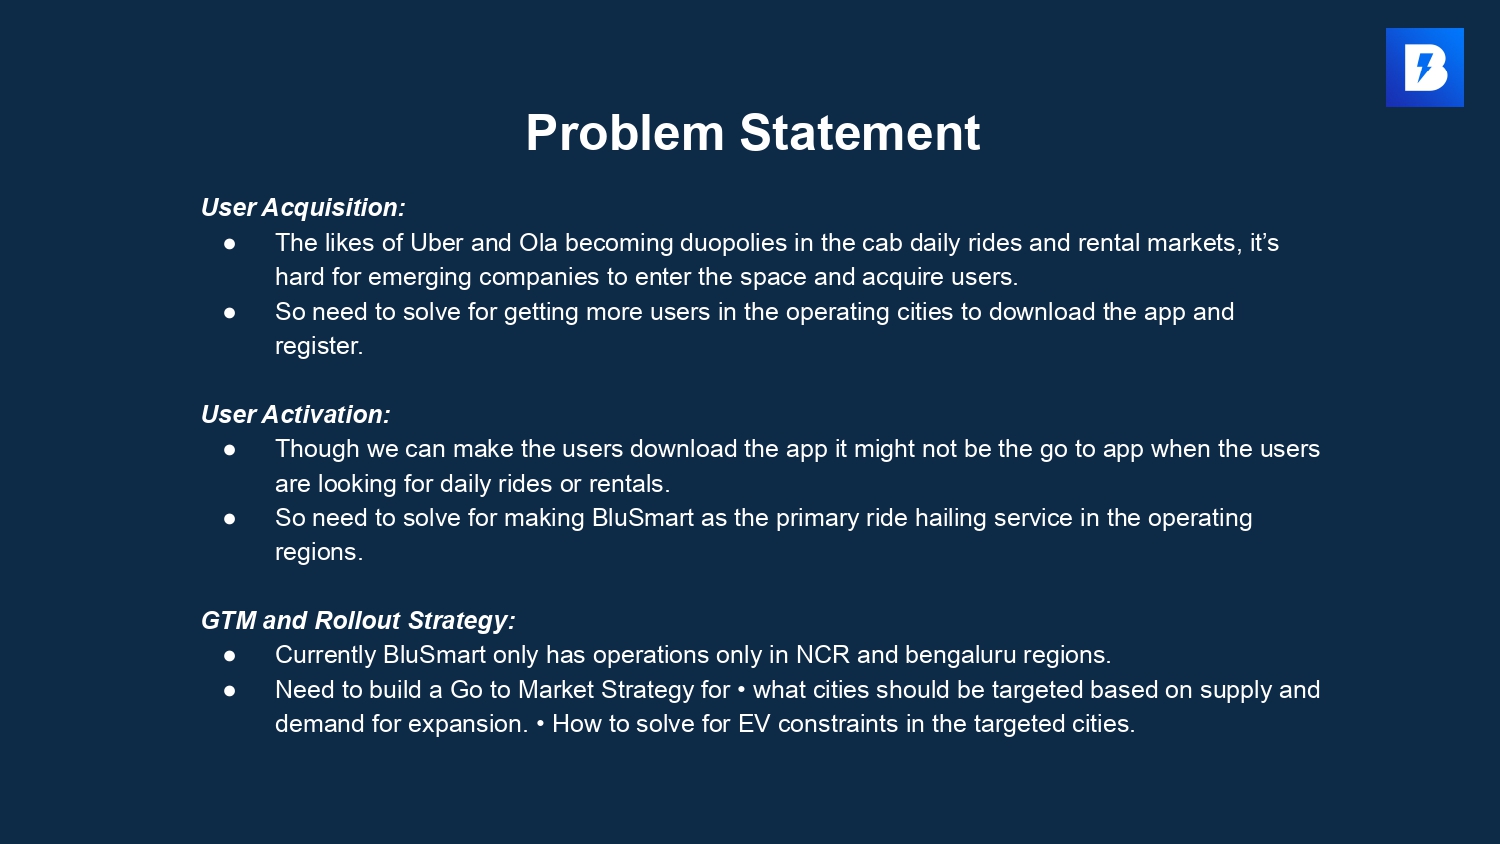 B
Problem Statement
User Acquisition:
● The likes of Uber and Ola becoming duopolies in the cab daily rides and rental markets, it’s
hard for emerging companies to enter the space and acquire users.
● So need to solve for getting more users in the operating cities to download the app and
register.
User Activation:
● Though we can make the users download the app it might not be the go to app when the users
are looking for daily rides or rentals.
● So need to solve for making BluSmart as the primary ride hailing service in the operating
regions.
GTM and Rollout Strategy:
● Currently BluSmart only has operations only in NCR and bengaluru regions.
● Need to build a Go to Market Strategy for • what cities should be targeted based on supply and
demand for expansion. • How to solve for EV constraints in the targeted cities.